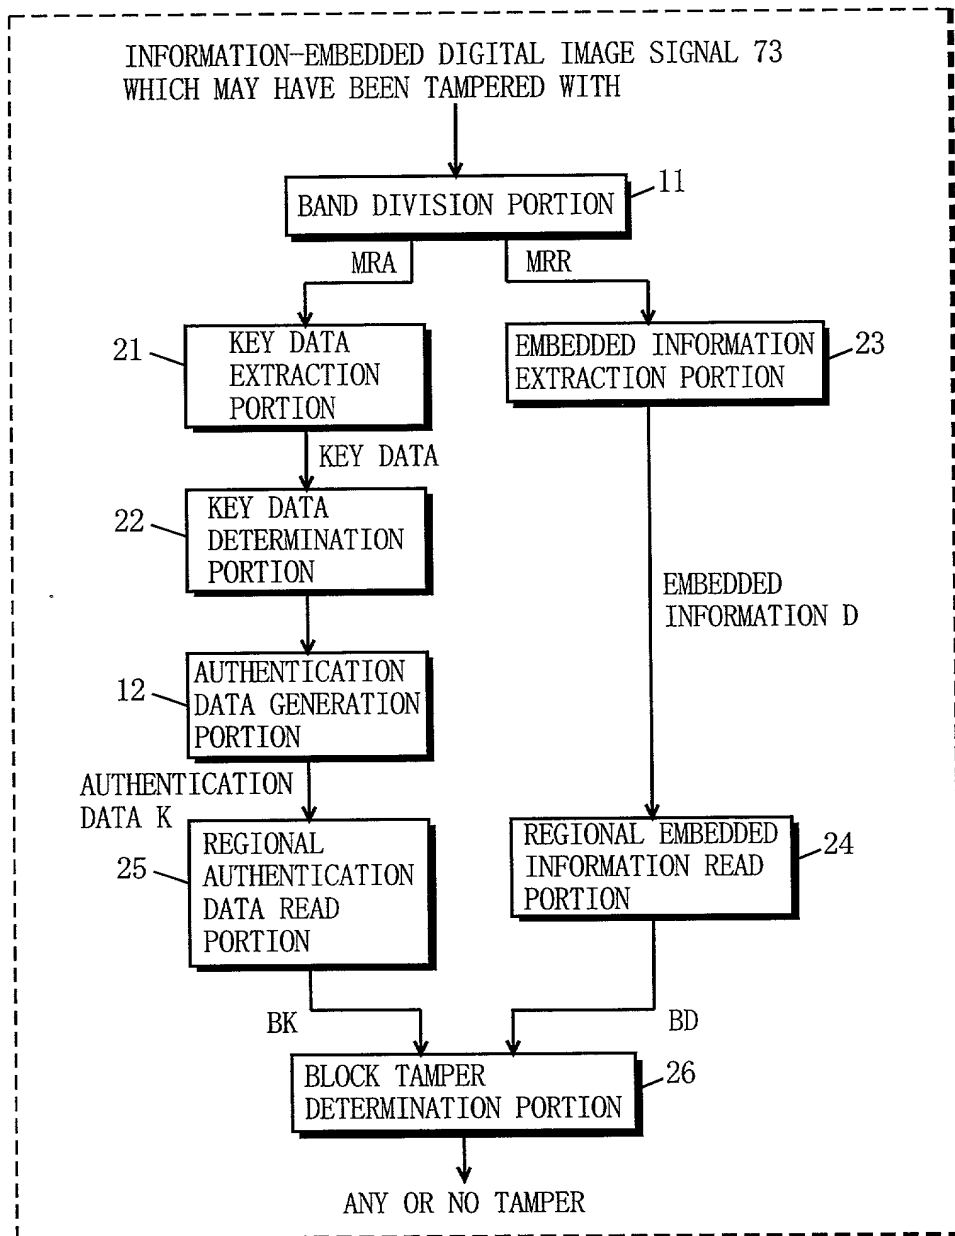 INFORMATION-EMBEDDED DIGITAL IMAGE SIGNAL 73
WHICH MAY HAVE BEEN TAMPERED WITH
BAND DIVISION PORTION
11
MRA
MRR
21
KEY DATA
EXTRACTION
PORTION
EMBEDDED INFORMATION
EXTRACTION PORTION
23
KEY DATA
22
KEY DATA
DETERMINATION
PORTION
EMBEDDED
INFORMATION D
12
AUTHENTICATION
DATA GENERATION
PORTION
AUTHENTICATION
DATA K
25
REGIONAL
AUTHENTICATION
DATA READ
PORTION
REGIONAL EMBEDDED
INFORMATION READ
PORTION
24
BK
BD
BLOCK TAMPER
DETERMINATION PORTION
26
ANY OR NO TAMPER